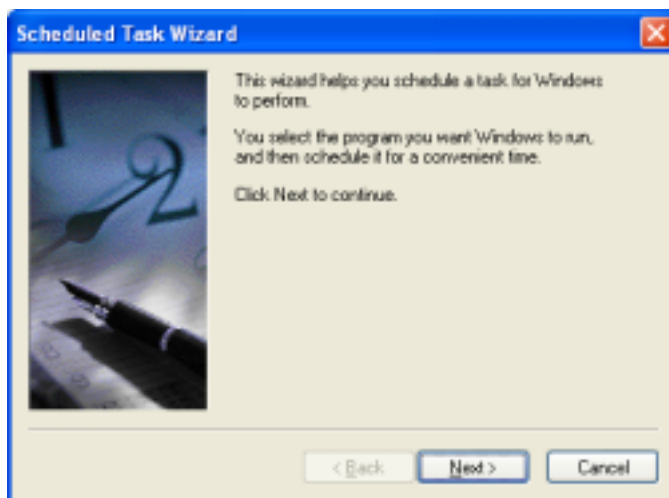 Scheduled Task Wizard
This wizard helps you schedule a task for Windows
to perform.
You select the program you want Windows to run,
and then schedule it for a convenient time.
Click Next to continue.
2
< Back
Next >
Cancel